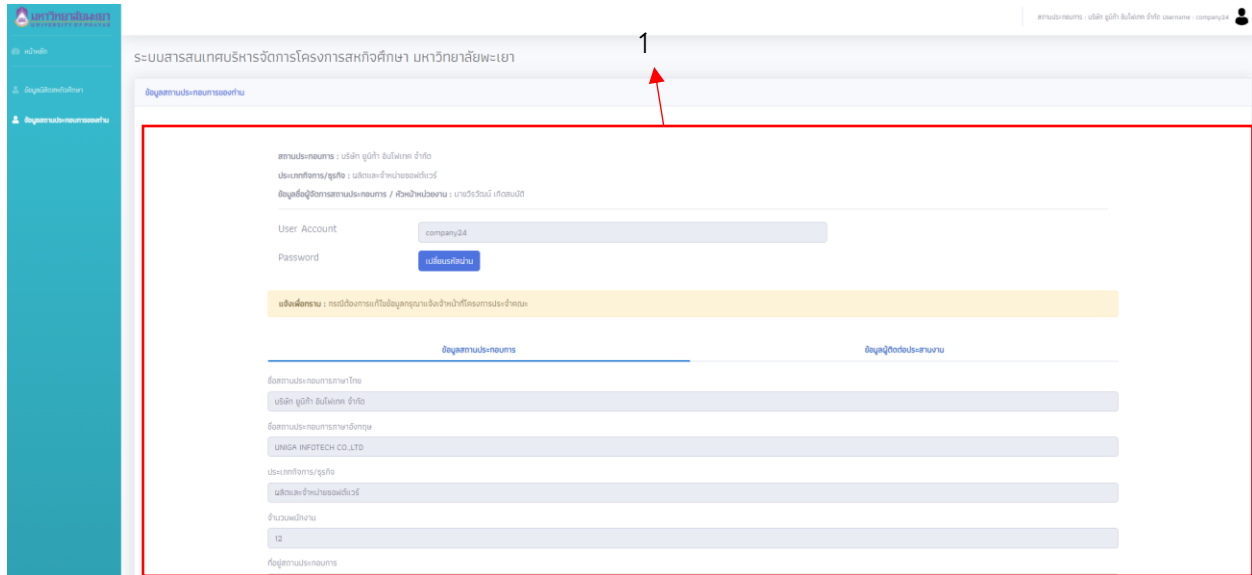 มหาวิทยาลัยพะเยา
UNIVERSITY OF PHAYAO
สถานประกอบการ : บริษัท ยูนิก้า อินโฟเทค จำกัด username : company24
หน้าหลัก
1
ระบบสารสนเทศบริหารจัดการโครงการสหกิจศึกษา มหาวิทยาลัยพะเยา
ข้อมูลนิสิตสหกิจศึกษา
ข้อมูลสถานประกอบการของท่าน
ข้อมูลสถานประกอบการของท่าน
สถานประกอบการ : บริษัท ยูนิก้า อินโฟเทค จำกัด
ประเภทกิจการ/ธุรกิจ : ผลิตและจำหน่ายซอฟต์แวร์
ข้อมูลชื่อผู้จัดการสถานประกอบการ / หัวหน้าหน่วยงาน : นายวีรวัฒน์ เกิดสมบัติ
User Account
company24
Password
เปลี่ยนรหัสผ่าน
แจ้งเพื่อทราบ : กรณีต้องการแก้ไขข้อมูลกรุณาแจ้งเจ้าหน้าที่โครงการประจำคณะ
ข้อมูลสถานประกอบการ
ข้อมูลผู้ติดต่อประสานงาน
ชื่อสถานประกอบการภาษาไทย
บริษัท ยูนิก้า อินโฟเทค จำกัด
ชื่อสถานประกอบการภาษาอังกฤษ
UNIGA INFOTECH CO.,LTD
ประเภทกิจการ/ธุรกิจ
ผลิตและจำหน่ายซอฟต์แวร์
จำนวนพนักงาน
12
ที่อยู่สถานประกอบการ